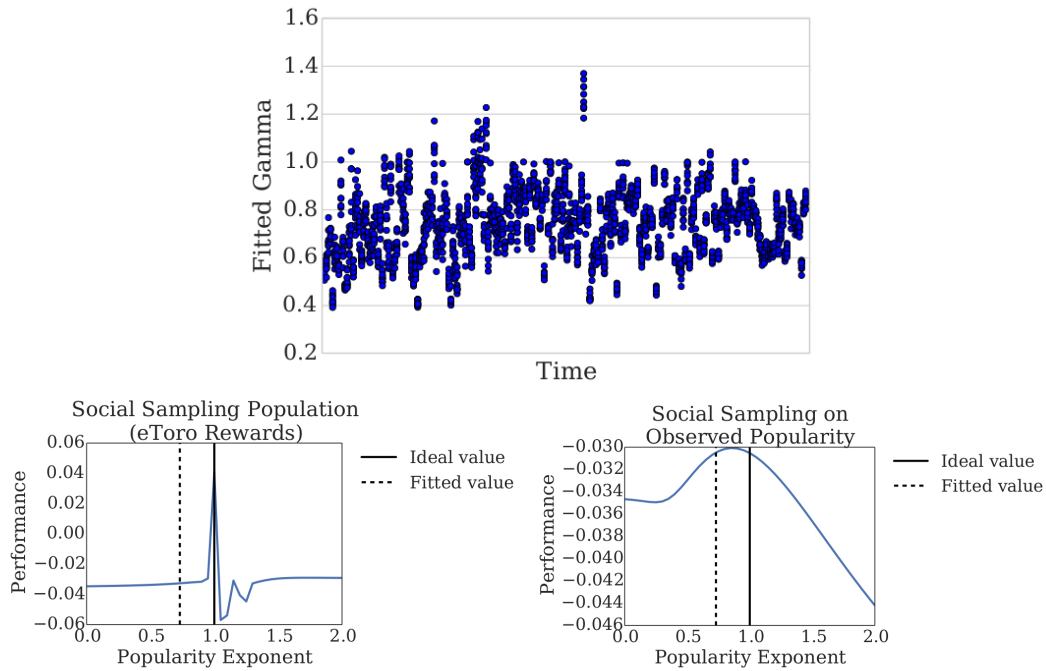 1.6
1.4
1.2
1.0
0.8
0.6
0.4
0.2
Fitted Gamma
Time
Social Sampling Population
(eToro Rewards)
0.06
0.04
0.02
0.00
−0.02
−0.04
−0.06
Performance
0.0 0.5 1.0 1.5 2.0
Popularity Exponent
Ideal value
Fitted value
Social Sampling on
Observed Popularity
−0.030
−0.032
−0.034
−0.036
−0.038
−0.040
−0.042
−0.044
−0.046
Performance
0.0 0.5 1.0 1.5 2.0
Popularity Exponent
Ideal value
Fitted value